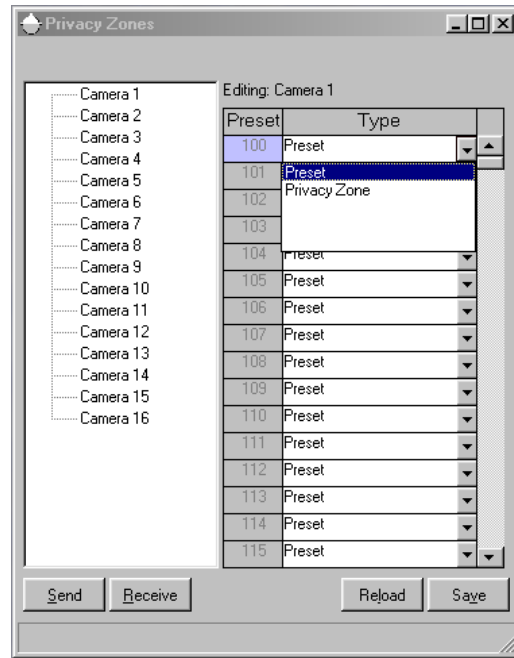 Privacy Zones
Camera 1
Camera 2
Camera 3
Camera 4
Camera 5
Camera 6
Camera 7
Camera 8
Camera 9
Camera 10
Camera 11
Camera 12
Camera 13
Camera 14
Camera 15
Camera 16
Editing: Camera 1
Preset Type
100 Preset
Preset
Privacy Zone
101
102
103
104 Preset
105 Preset
106 Preset
107 Preset
108 Preset
109 Preset
110 Preset
111 Preset
112 Preset
113 Preset
114 Preset
115 Preset
Send Receive Reload Save